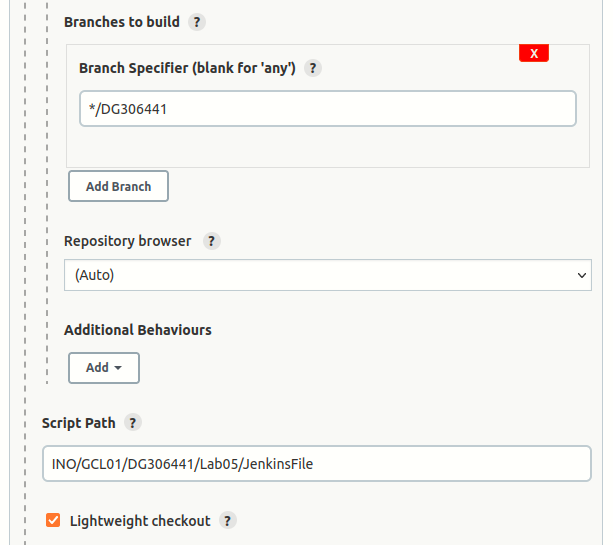 Branches to build ?
X
Branch Specifier (blank for 'any') ?
*/DG306441
Add Branch
Repository browser ?
(Auto)
Additional Behaviours
Add
Script Path ?
INO/GCL01/DG306441/Lab05/JenkinsFile
Lightweight checkout ?